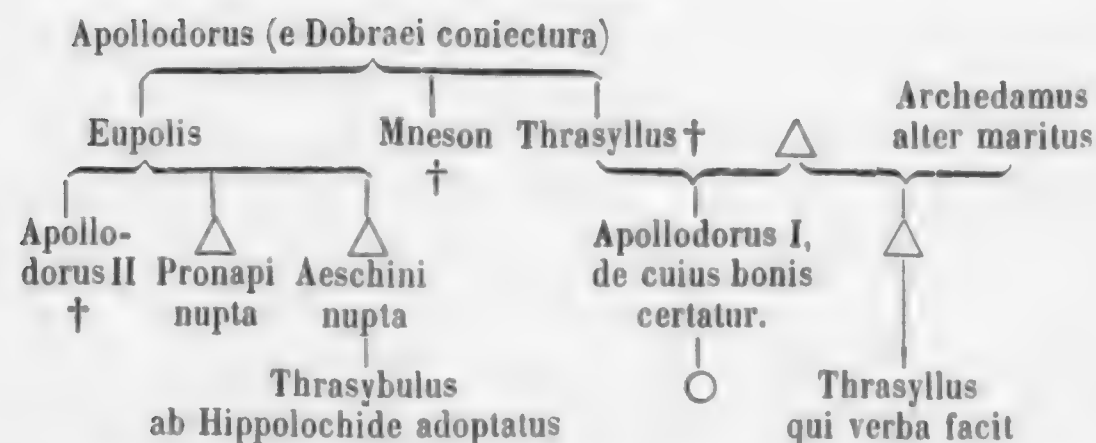 Apollodorus (e Dobraei coniectura)
Archedamus
alter maritus
Eupolis
Mneson
†
Thrasyllus †
Apollo-
dorus II
†
Pronapi
nupta
Aeschini
nupta
Apollodorus I,
de cuius bonis
certatur.
Thrasybulus
ab Hippolochide adoptatus
Thrasyllus
qui verba facit